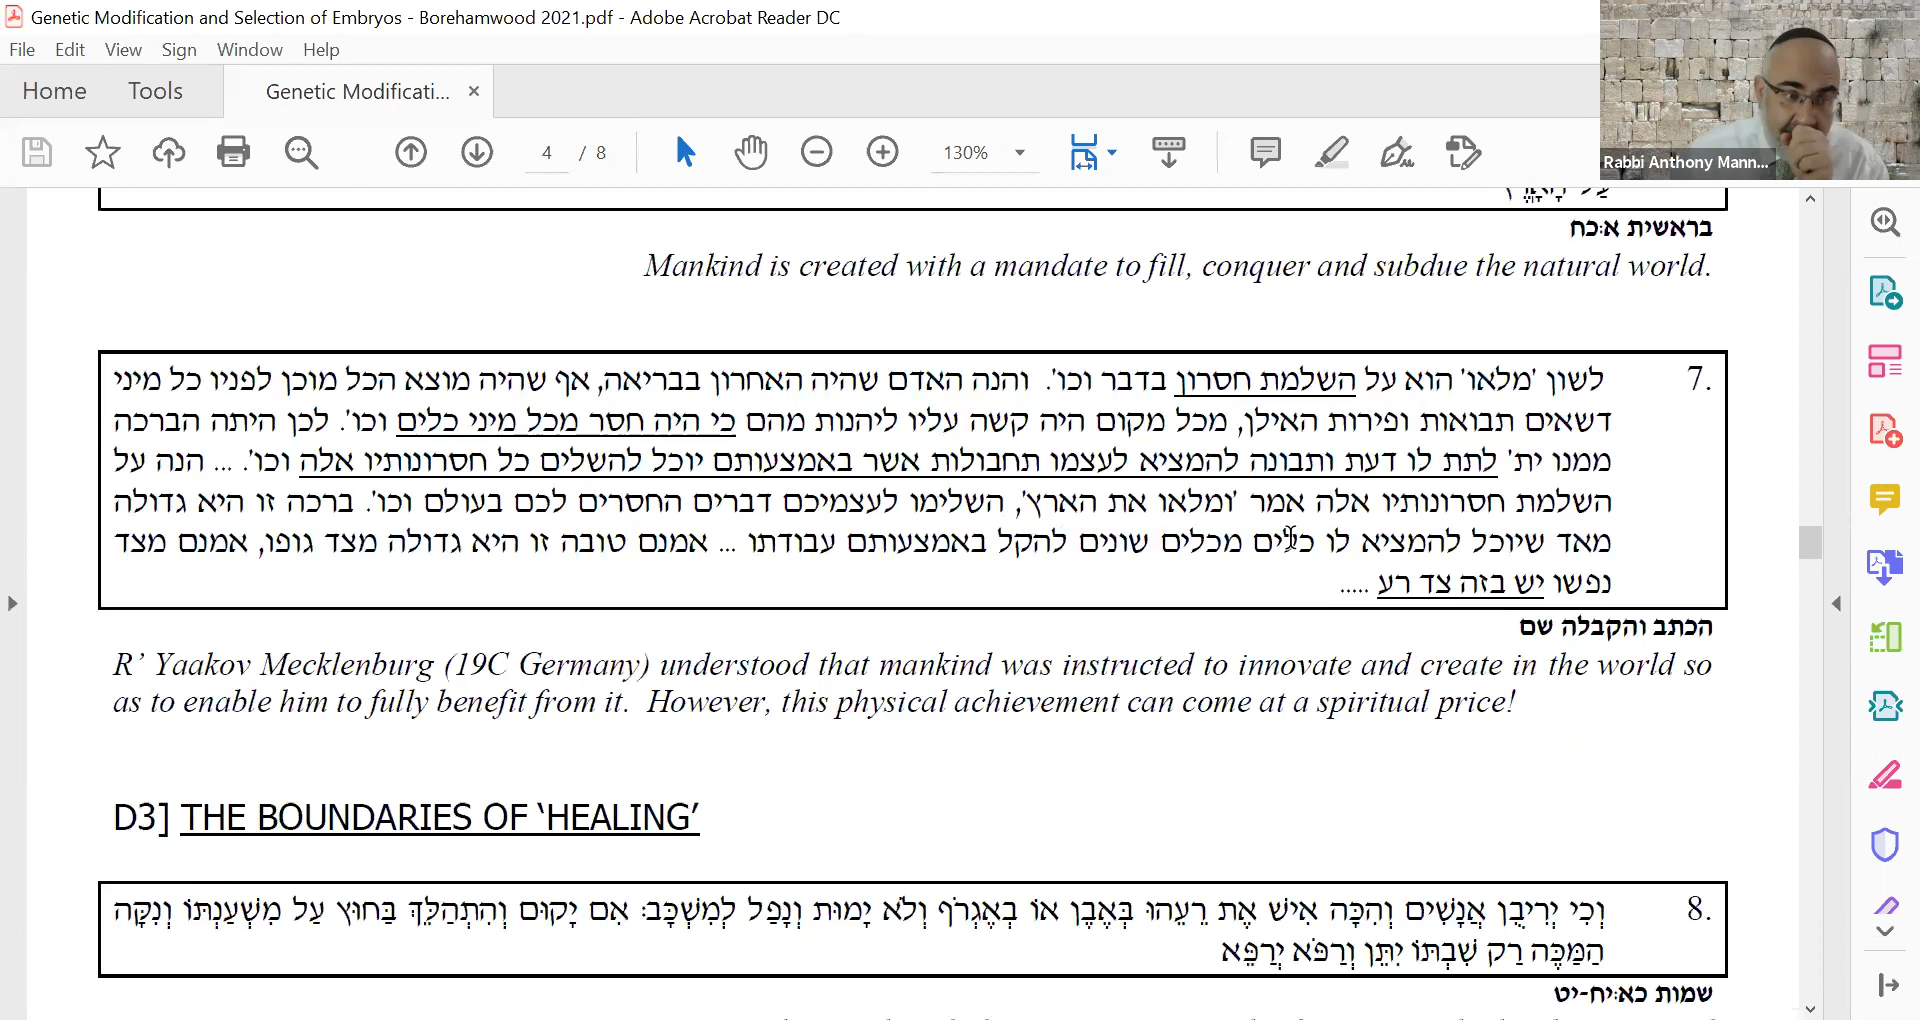 Genetic Modification and Selection of Embryos - Borehamwood 2021.pdf - Adobe Acrobat Reader DC
File Edit View Sign Window Help
Home Tools Genetic Modificati... ×
4 / 8 130%
Rabbi Anthony Mann...
בראשית א:כח
Mankind is created with a mandate to fill, conquer and subdue the natural world.
7. לשון 'מלאו' הוא על השלמת חסרון בדבר וכו'. והנה האדם שהיה האחרון בבריאה, אף שהיה מוצא הכל מוכן לפניו כל מיני
דשאים תבואות ופירות האילן, מכל מקום היה קשה עליו ליהנות מהם כי היה חסר מכל מיני כלים וכו'. לכן היתה הברכה
ממנו ית' לתת לו דעת ותבונה להמציא לעצמו תחבולות אשר באמצעותם יוכל להשלים כל חסרונותיו אלה וכו'. ... הנה על
השלמת חסרונותיו אלה אמר 'ומלאו את הארץ', השלימו לעצמיכם דברים החסרים לכם בעולם וכו'. ברכה זו היא גדולה
מאד שיוכל להמציא לו כלים מכלים שונים להקל באמצעותם עבודתו ... אמנם טובה זו היא גדולה מצד גופו, אמנם מצד
נפשו יש בזה צד רע .....
הכתב והקבלה שם
R' Yaakov Mecklenburg (19C Germany) understood that mankind was instructed to innovate and create in the world so
as to enable him to fully benefit from it. However, this physical achievement can come at a spiritual price!
D3] THE BOUNDARIES OF 'HEALING'
8. וְכִי יְרִיבֻן אֲנָשִׁים וְהִכָּה אִישׁ אֶת רֵעֵהוּ בְּאֶבֶן אוֹ בְאֶגְרֹף וְלֹא יָמוּת וְנָפַל לְמִשְׁכָּב: אִם יָקוּם וְהִתְהַלֵּךְ בַּחוּץ עַל מִשְׁעַנְתּוֹ וְנִקָּה
הַמַּכֶּה רַק שִׁבְתּוֹ יִתֵּן וְרַפֹּא יְרַפֵּא
שמות כא:יח-יט